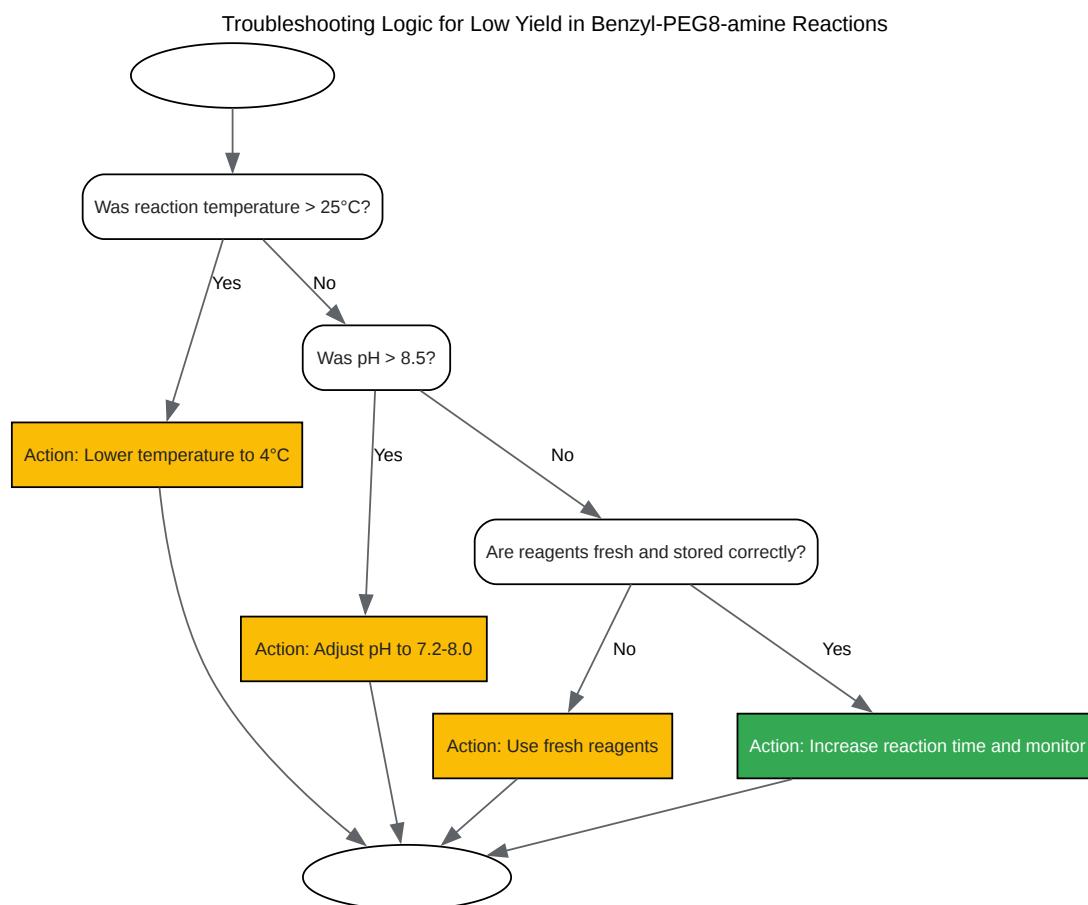 Troubleshooting Logic for Low Yield in Benzyl-PEG8-amine Reactions
Was reaction temperature > 25°C?
Yes
No
Was pH > 8.5?
Action: Lower temperature to 4°C
Yes
No
Are reagents fresh and stored correctly?
Action: Adjust pH to 7.2-8.0
No
Yes
Action: Use fresh reagents
Action: Increase reaction time and monitor